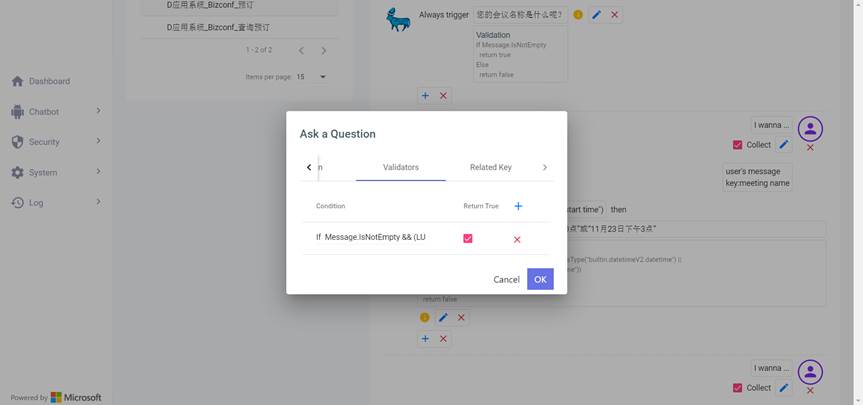 D应用系统_Bizconf_预订
D应用系统_Bizconf_查询预订
1 - 2 of 2
Items per page: 15
Dashboard
Chatbot
Security
System
Log
Powered by Microsoft
Always trigger 您的会议名称是什么呢?
Validation
If Message.IsNotEmpty
return true
Else
return false
I wanna ...
Collect
user's message
key:meeting name
start time") then
点"或"11月23日下午3点"
sType("builtin.datetimeV2.datetime") ||
e"))
return false
I wanna ...
Collect
Ask a Question
n
Validators
Related Key
Condition
Return True
If Message.IsNotEmpty && (LU
Cancel
OK